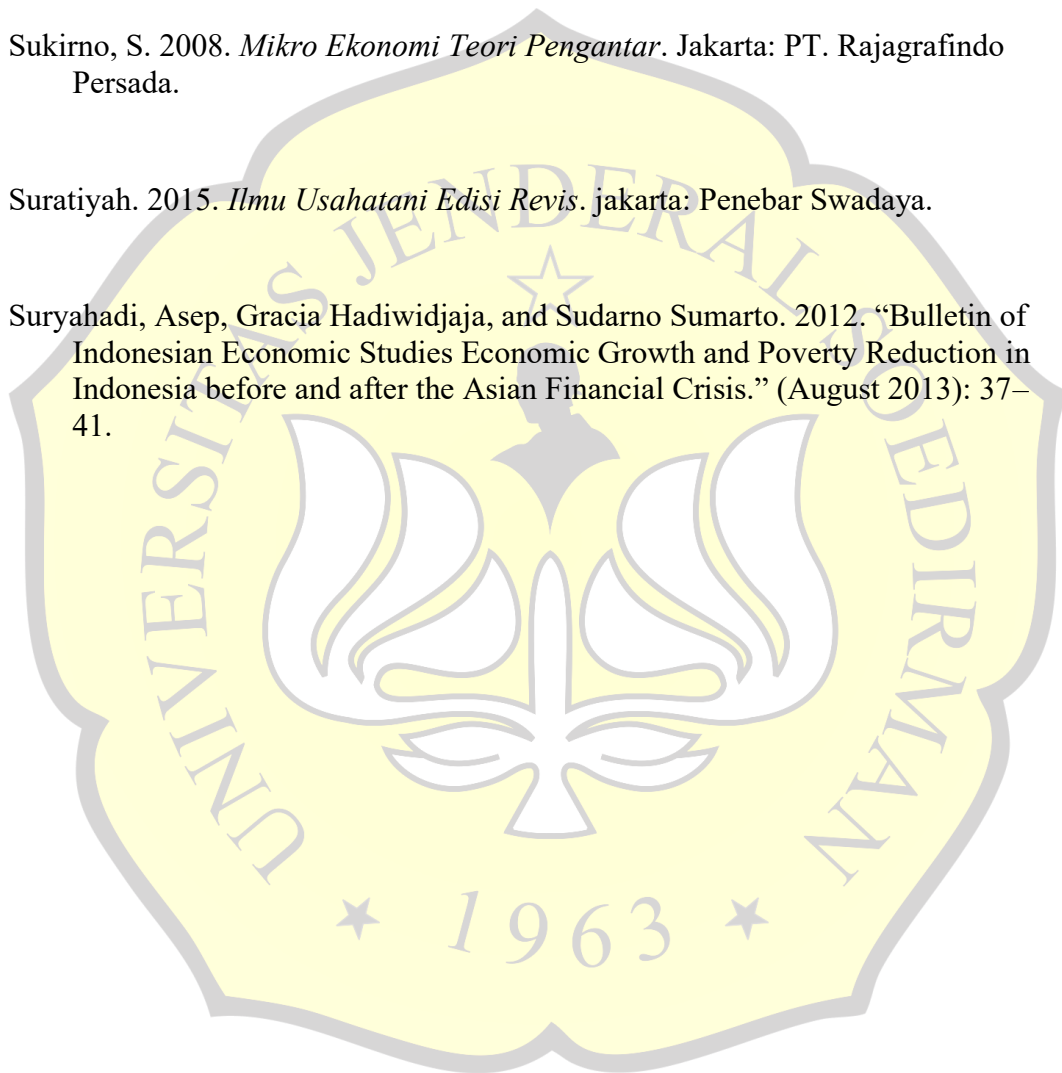 Sukirno, S. 2008. Mikro Ekonomi Teori Pengantar. Jakarta: PT. Rajagrafindo
Persada.
Suratiyah. 2015. Ilmu Usahatani Edisi Revis. jakarta: Penebar Swadaya.
Suryahadi, Asep, Gracia Hadiwidjaja, and Sudarno Sumarto. 2012. “Bulletin of
Indonesian Economic Studies Economic Growth and Poverty Reduction in
Indonesia before and after the Asian Financial Crisis.” (August 2013): 37–
41.
UNIVERSITAS JENDERAL SOEDIRMAN
1963